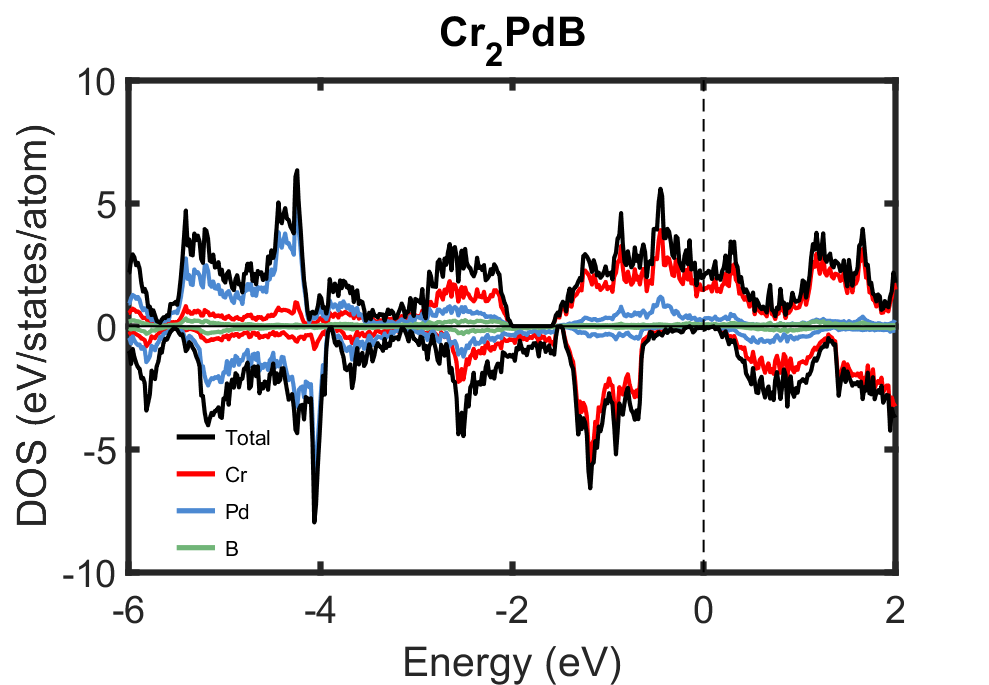 Cr2PdB
DOS (eV/states/atom)
10
5
0
-5
-10
Total
Cr
Pd
B
-6 -4 -2 0 2
Energy (eV)